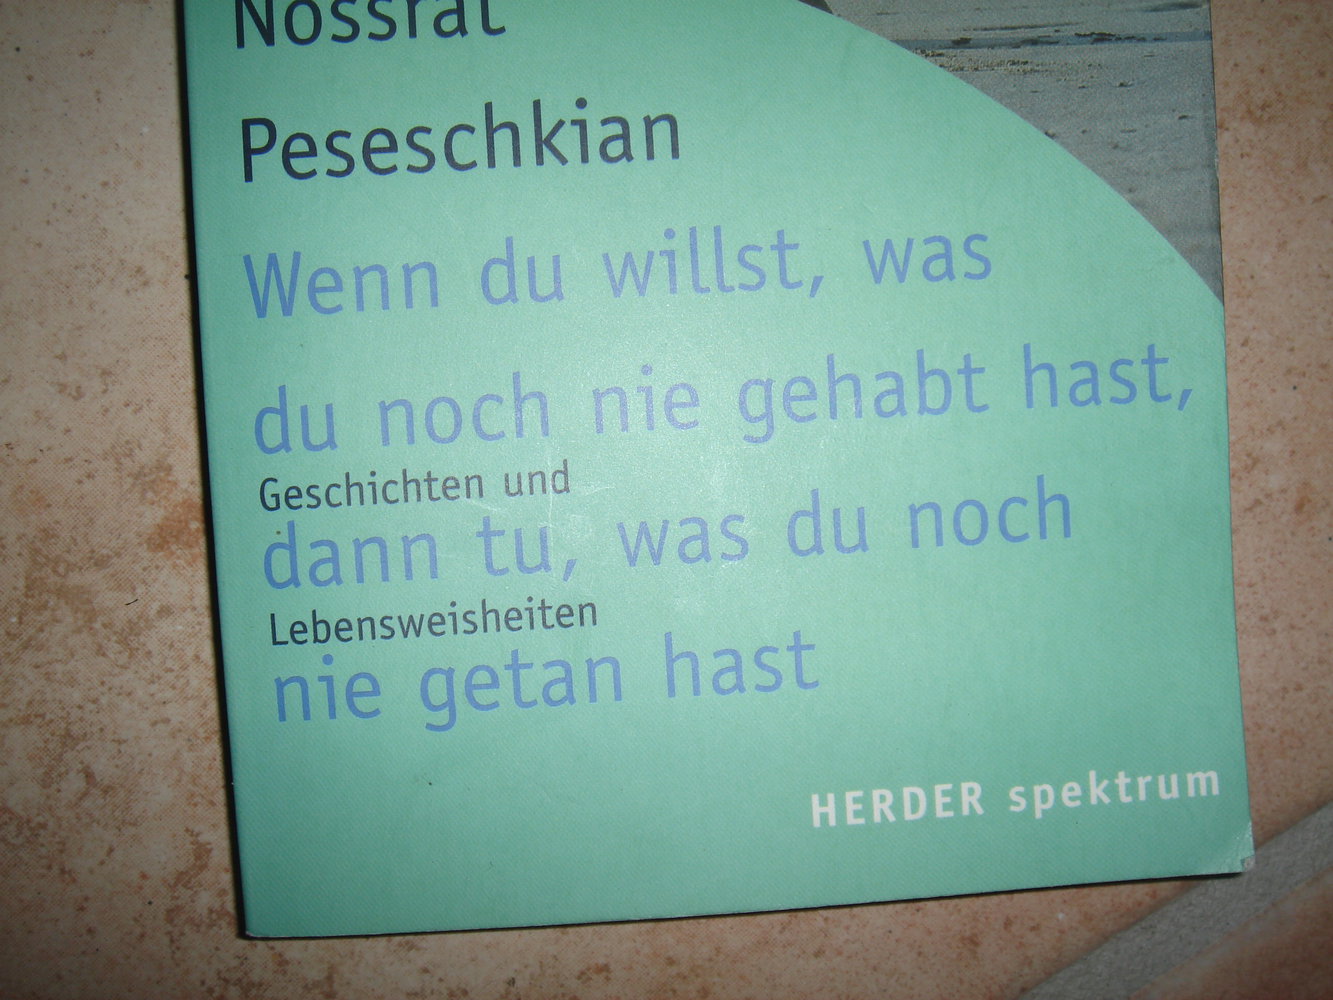 Nossrat
Peseschkian
Wenn du willst, was
du noch nie gehabt hast,
Geschichten und
dann tu, was du noch
Lebensweisheiten
nie getan hast
HERDER spektrum